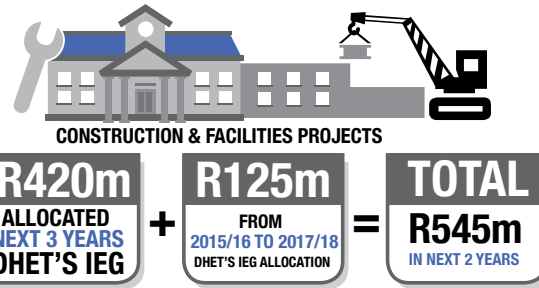 CONSTRUCTION & FACILITIES PROJECTS
R420m
ALLOCATED
NEXT 3 YEARS
DHET'S IEG
+
R125m
FROM
2015/16 TO 2017/18
DHET'S IEG ALLOCATION
=
TOTAL
R545m
IN NEXT 2 YEARS